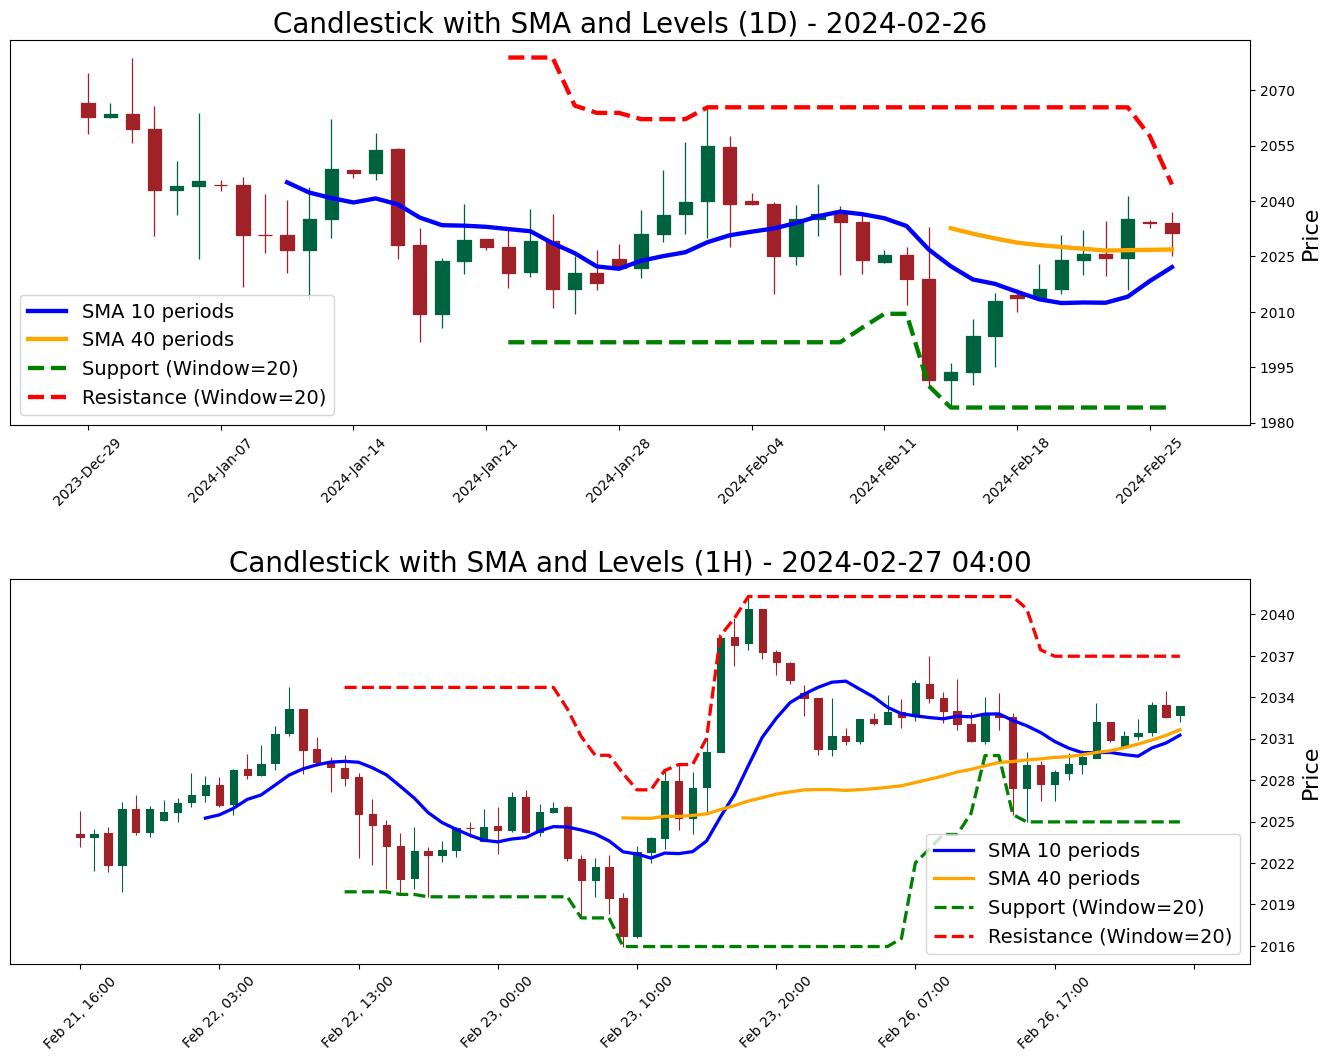 Candlestick with SMA and Levels (1D) - 2024-02-26
2070
2055
2040
2025
2010
1995
1980
Price
SMA 10 periods
SMA 40 periods
Support (Window=20)
Resistance (Window=20)
2023-Dec-29
2024-Jan-07
2024-Jan-14
2024-Jan-21
2024-Jan-28
2024-Feb-04
2024-Feb-11
2024-Feb-18
2024-Feb-25
Candlestick with SMA and Levels (1H) - 2024-02-27 04:00
2040
2037
2034
2031
2028
2025
2022
2019
2016
Price
SMA 10 periods
SMA 40 periods
Support (Window=20)
Resistance (Window=20)
Feb 21, 16:00
Feb 22, 03:00
Feb 22, 13:00
Feb 23, 00:00
Feb 23, 10:00
Feb 23, 20:00
Feb 26, 07:00
Feb 26, 17:00